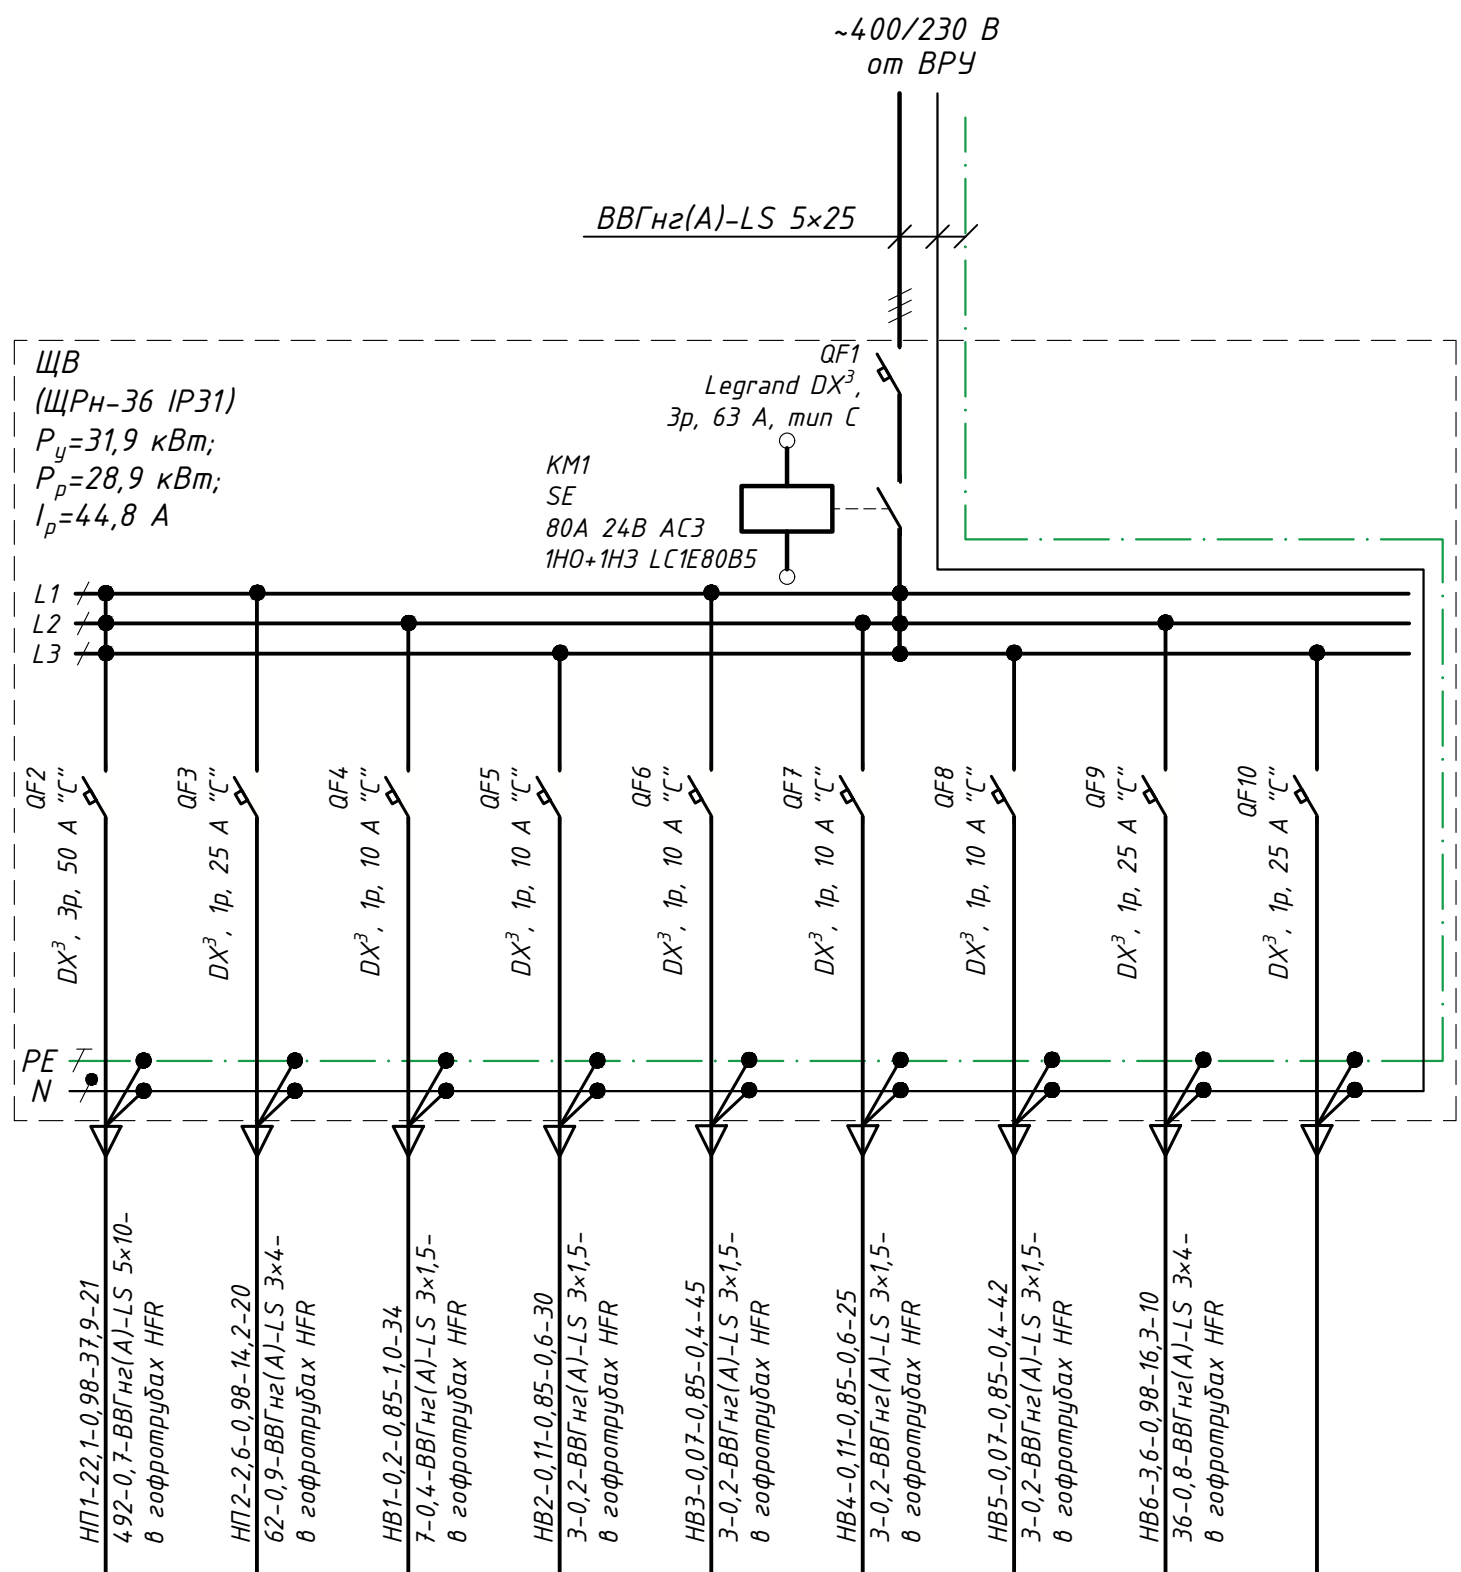 ~400/230 В
от ВРУ
ВВГнг(А)-LS 5×25
ЩВ
(ЩРн-36 IP31)
Pу=31,9 кВт;
Pр=28,9 кВт;
Iр=44,8 А
QF1
Legrand DX³,
3р, 63 А, тип С
КМ1
SE
80А 24В АС3
1НО+1НЗ LC1E80B5
L1
L2
L3
QF2
DX³, 3р, 50 А "С"
QF3
DX³, 1р, 25 А "С"
QF4
DX³, 1р, 10 А "С"
QF5
DX³, 1р, 10 А "С"
QF6
DX³, 1р, 10 А "С"
QF7
DX³, 1р, 10 А "С"
QF8
DX³, 1р, 10 А "С"
QF9
DX³, 1р, 25 А "С"
QF10
DX³, 1р, 25 А "С"
PE
N
НП1-22,1-0,98-37,9-21
492-0,7-ВВГнг(А)-LS 5×10-
в гофротрубах HFR
НП2-2,6-0,98-14,2-20
62-0,9-ВВГнг(А)-LS 3×4-
в гофротрубах HFR
НВ1-0,2-0,85-1,0-34
7-0,4-ВВГнг(А)-LS 3×1,5-
в гофротрубах HFR
НВ2-0,11-0,85-0,6-30
3-0,2-ВВГнг(А)-LS 3×1,5-
в гофротрубах HFR
НВ3-0,07-0,85-0,4-45
3-0,2-ВВГнг(А)-LS 3×1,5-
в гофротрубах HFR
НВ4-0,11-0,85-0,6-25
3-0,2-ВВГнг(А)-LS 3×1,5-
в гофротрубах HFR
НВ5-0,07-0,85-0,4-42
3-0,2-ВВГнг(А)-LS 3×1,5-
в гофротрубах HFR
НВ6-3,6-0,98-16,3-10
36-0,8-ВВГнг(А)-LS 3×4-
в гофротрубах HFR